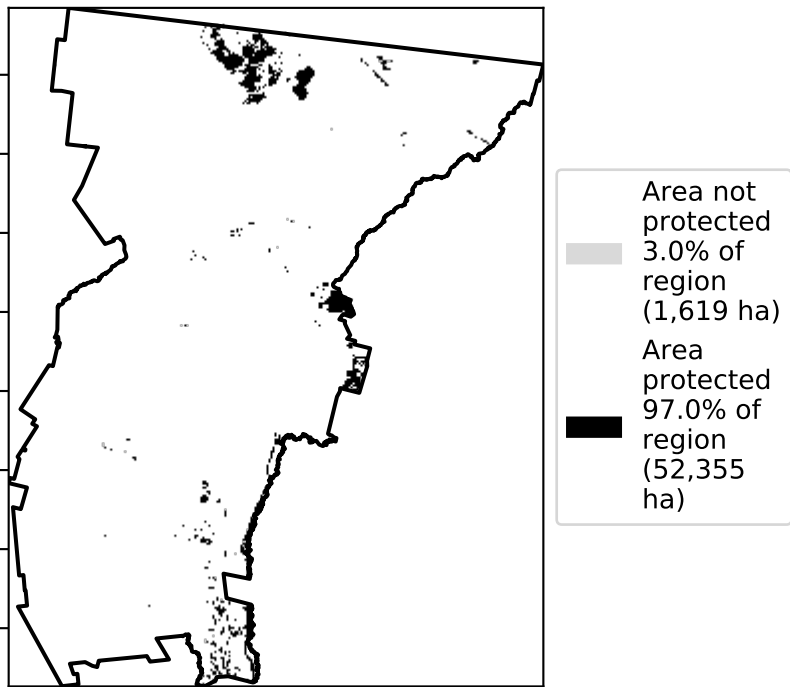 Area not
protected
3.0% of
region
(1,619 ha)
Area
protected
97.0% of
region
(52,355
ha)